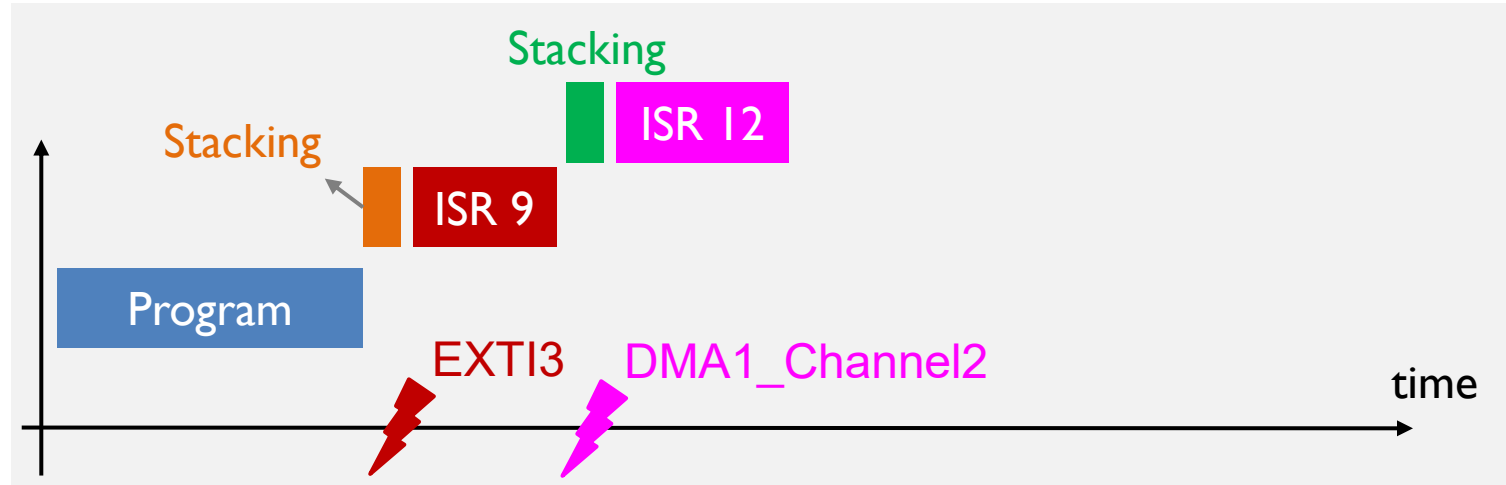 Stacking
ISR 12
Stacking
ISR 9
Program
EXTI3
DMA1_Channel2
time